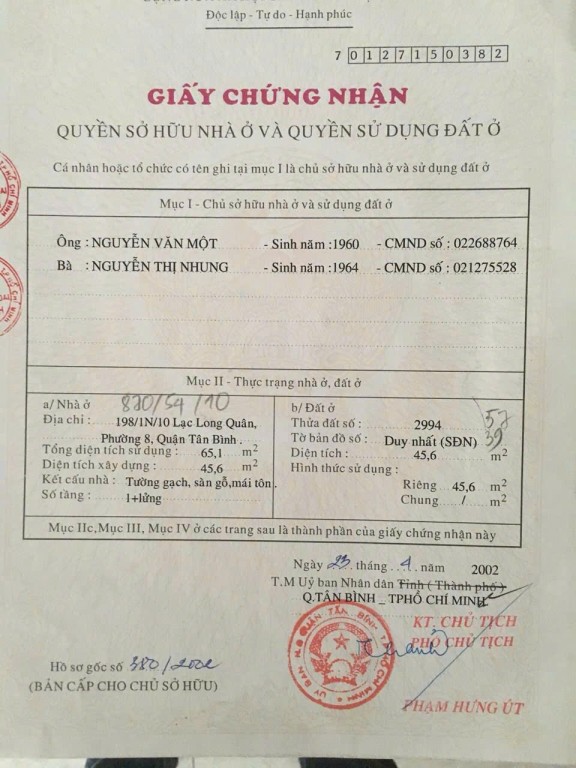 Độc lập - Tự do - Hạnh phúc
7 0 1 2 7 1 5 0 3 8 2
GIẤY CHỨNG NHẬN
QUYỀN SỞ HỮU NHÀ Ở VÀ QUYỀN SỬ DỤNG ĐẤT Ở
Cá nhân hoặc tổ chức có tên ghi tại mục I là chủ sở hữu nhà ở và sử dụng đất ở
Mục I - Chủ sở hữu nhà ở và sử dụng đất ở
Ông : NGUYỄN VĂN MỘT - Sinh năm :1960 - CMND số : 022688764
Bà : NGUYỄN THỊ NHUNG - Sinh năm :1964 - CMND số : 021275528
Mục II - Thực trạng nhà ở, đất ở
a/ Nhà ở 870/54/10
Địa chỉ : 198/1N/10 Lạc Long Quân,
Phường 8, Quận Tân Bình .
Tổng diện tích sử dụng : 65,1 m2
Diện tích xây dựng : 45,6 m2
Kết cấu nhà : Tường gạch, sàn gỗ,mái tôn .
Số tầng : 1+lửng
b/ Đất ở
Thửa đất số : 2994 57
Tờ bản đồ số : Duy nhất (SĐN) 39
Diện tích : 45,6 m2
Hình thức sử dụng :
Riêng 45,6 m2
Chung / m2
Mục IIc,Mục III, Mục IV ở các trang sau là thành phần của giấy chứng nhận này
Ngày 23 tháng 4 năm 2002
T.M Uỷ ban Nhân dân Tỉnh ( Thành phố )
Q.TÂN BÌNH _ TPHỒ CHÍ MINH
KT. CHỦ TỊCH
PHÓ CHỦ TỊCH
Hồ sơ gốc số 380/2002
(BẢN CẤP CHO CHỦ SỞ HỮU)
PHẠM HƯNG ÚT